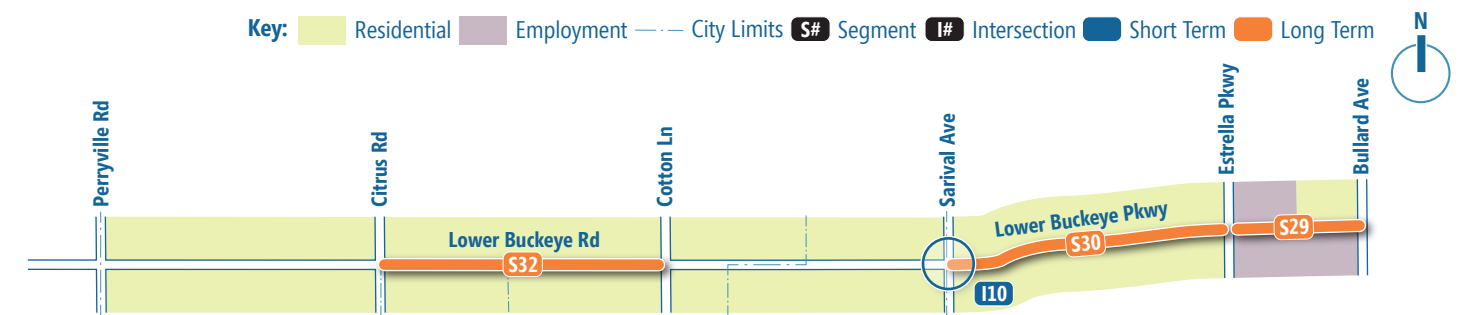 Key: Residential Employment City Limits S# Segment I# Intersection Short Term Long Term
N
Perryville Rd
Citrus Rd
Cotton Ln
Sarival Ave
Estrella Pkwy
Bullard Ave
Lower Buckeye Rd
Lower Buckeye Pkwy
S32
S30
S29
I10